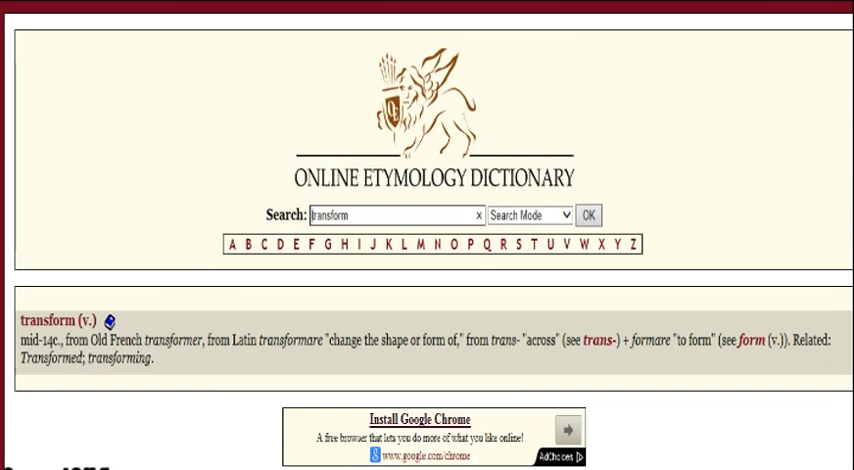 OE
ONLINE ETYMOLOGY DICTIONARY
Search: transform x Search Mode OK
A B C D E F G H I J K L M N O P Q R S T U V W X Y Z
transform (v.)
mid-14c., from Old French transformer, from Latin transformare "change the shape or form of," from trans- "across" (see trans-) + formare "to form" (see form (v.)). Related:
Transformed; transforming.
Install Google Chrome
A free browser that lets you do more of what you like online!
8 www.google.com/chrome
AdChoices